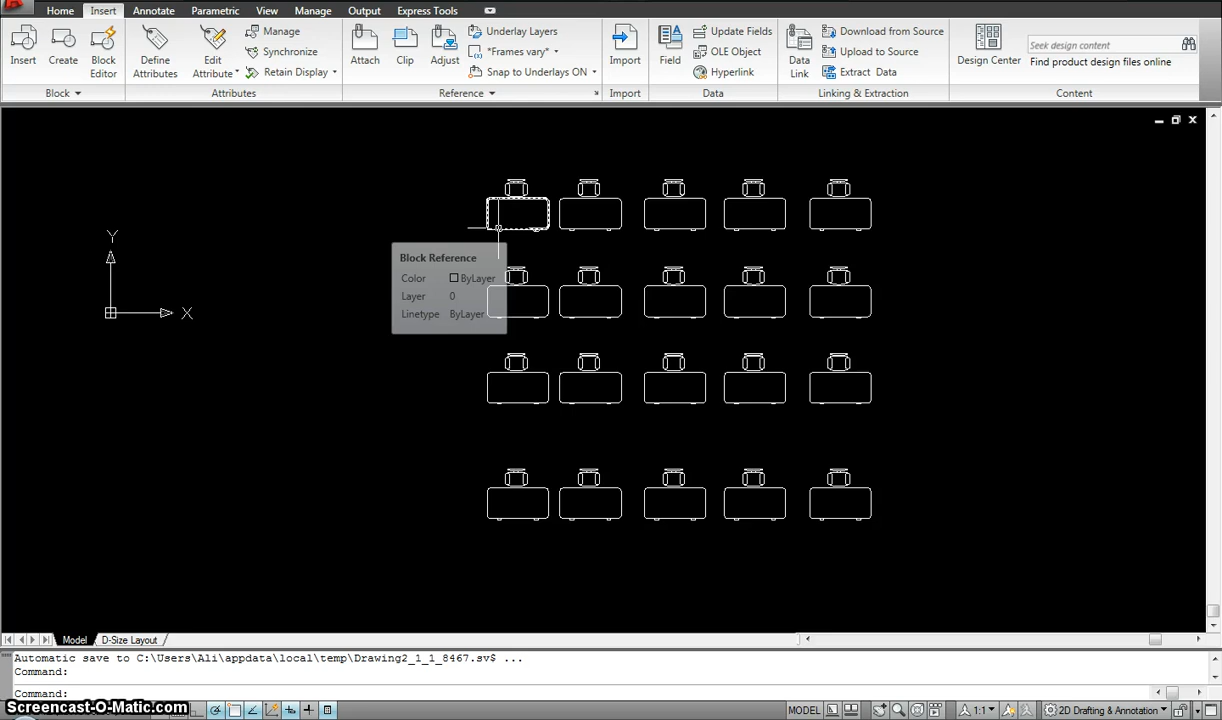 Home Insert Annotate Parametric View Manage Output Express Tools
Insert Create Block Editor
Block
Define Attributes Edit Attribute
Manage
Synchronize
Retain Display
Attributes
Attach Clip Adjust
Underlay Layers
*Frames vary*
Snap to Underlays ON
Reference
Import
Import
Field
Update Fields
OLE Object
Hyperlink
Data
Data Link
Download from Source
Upload to Source
Extract Data
Linking & Extraction
Design Center
Seek design content
Find product design files online
Content
Y
X
Block Reference
Color ByLayer
Layer 0
Linetype ByLayer
Model D-Size Layout
Automatic save to C:\Users\Ali\appdata\local\temp\Drawing2_1_1_8467.sv$ ...
Command:
Command:
Screencast-O-Matic.com
MODEL 1:1 2D Drafting & Annotation